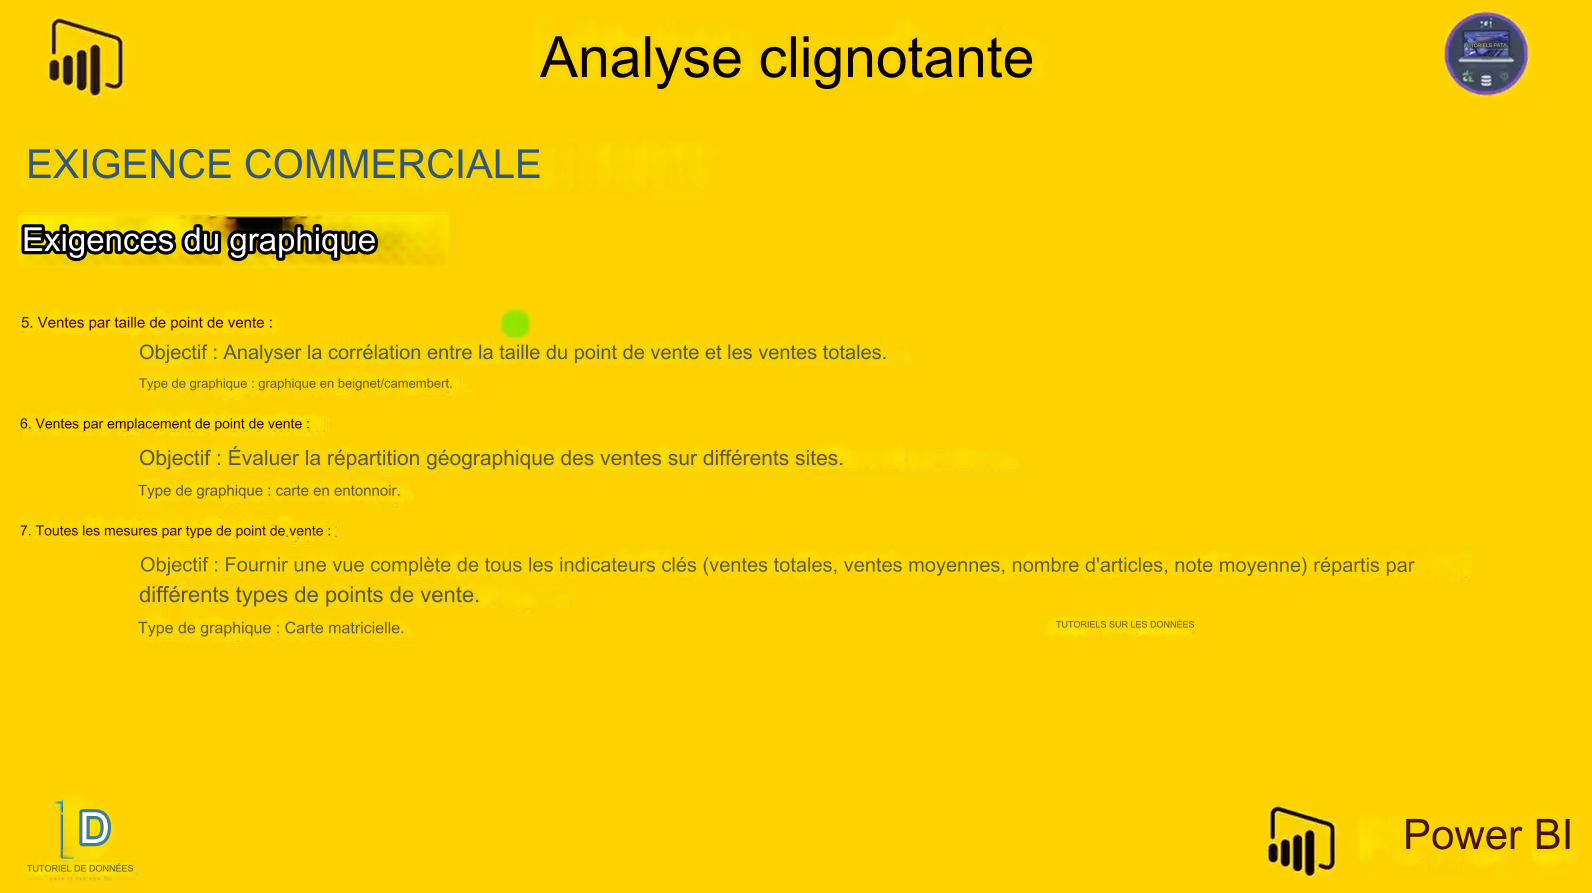 Analyse clignotante
EXIGENCE COMMERCIALE
Exigences du graphique
5. Ventes par taille de point de vente :
Objectif : Analyser la corrélation entre la taille du point de vente et les ventes totales.
Type de graphique : graphique en beignet/camembert.
6. Ventes par emplacement de point de vente :
Objectif : Évaluer la répartition géographique des ventes sur différents sites.
Type de graphique : carte en entonnoir.
7. Toutes les mesures par type de point de vente :
Objectif : Fournir une vue complète de tous les indicateurs clés (ventes totales, ventes moyennes, nombre d'articles, note moyenne) répartis par
différents types de points de vente.
Type de graphique : Carte matricielle.
TUTORIELS SUR LES DONNÉES
D
TUTORIEL DE DONNÉES
Power BI